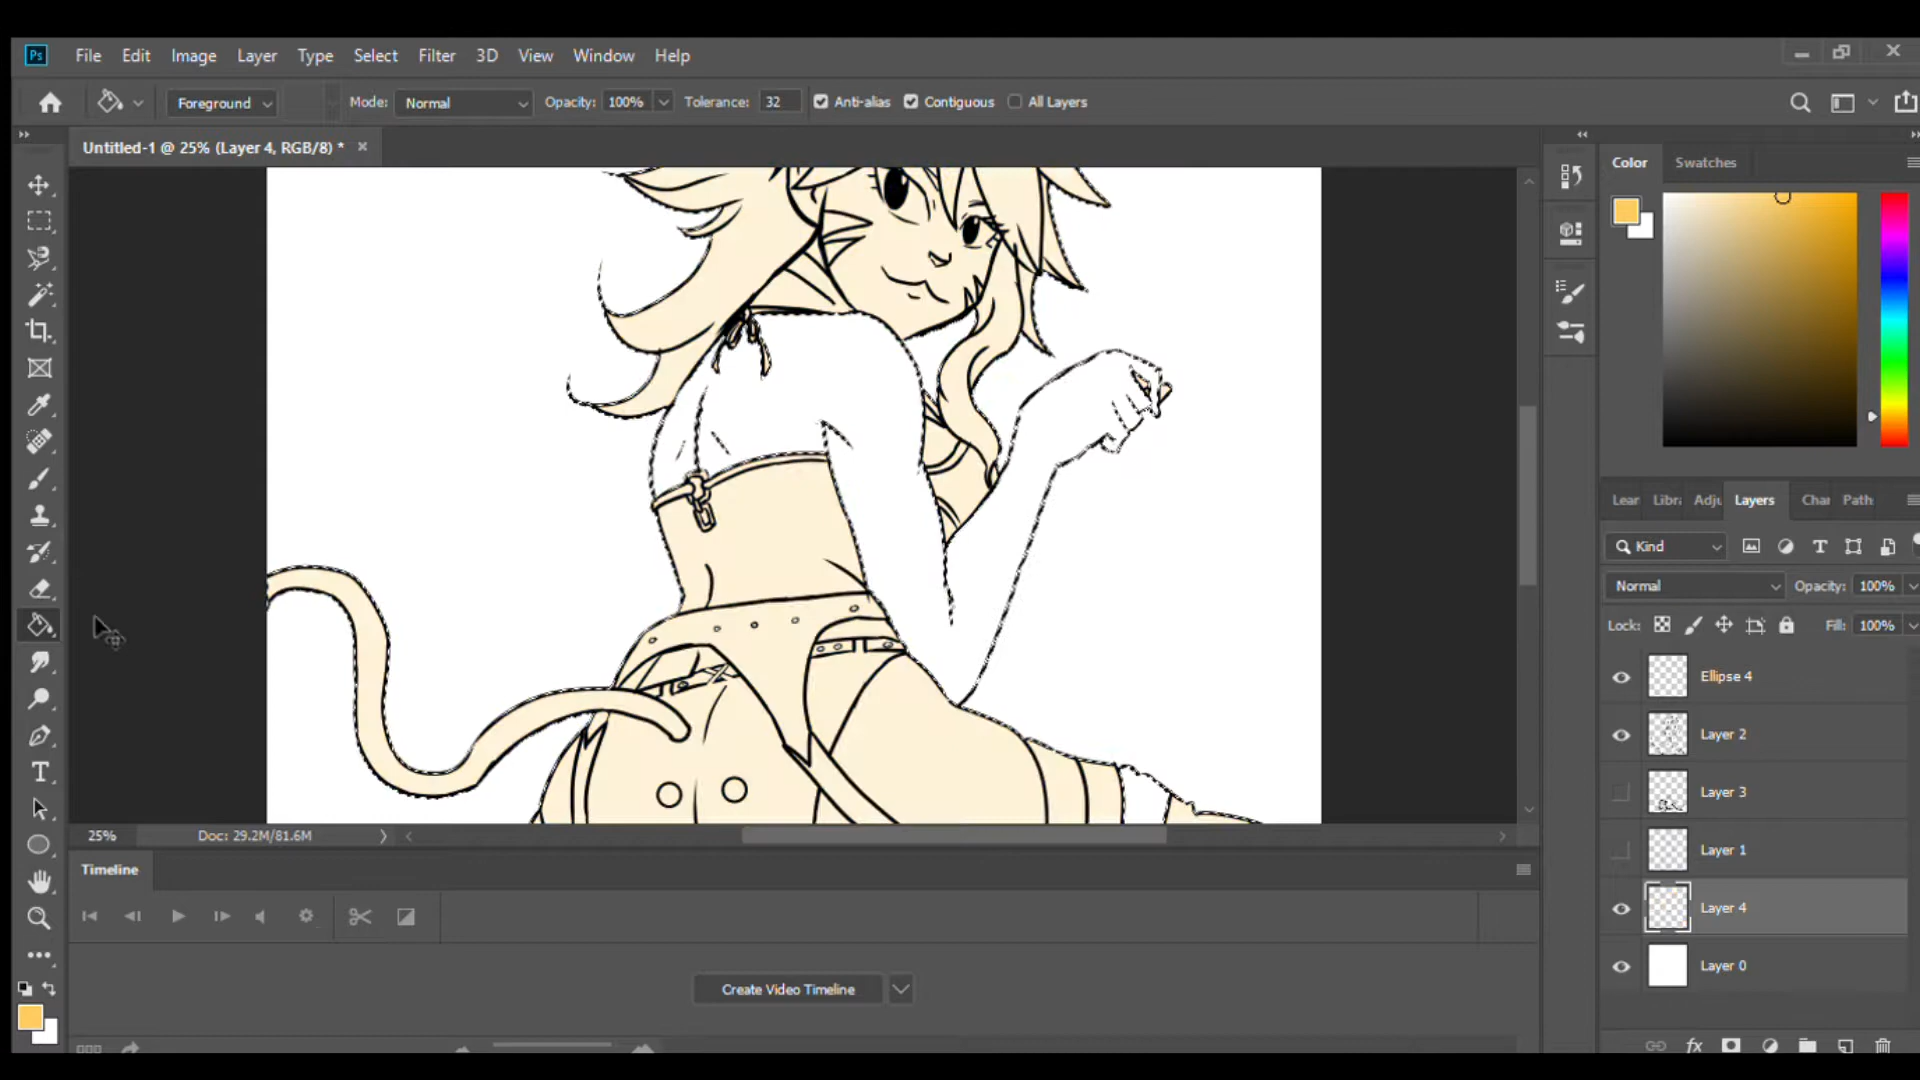 Ps File Edit Image Layer Type Select Filter 3D View Window Help
Foreground Mode: Normal Opacity: 100% Tolerance: 32 Anti-alias Contiguous All Layers
Untitled-1 @ 25% (Layer 4, RGB/8) *
Color Swatches
Lear Libr Adju Layers Char Path
Kind
Normal Opacity: 100%
Lock: Fill: 100%
Ellipse 4
Layer 2
Layer 3
Layer 1
Layer 4
Layer 0
fx
25% Doc: 29.2M/81.6M
Timeline
Create Video Timeline